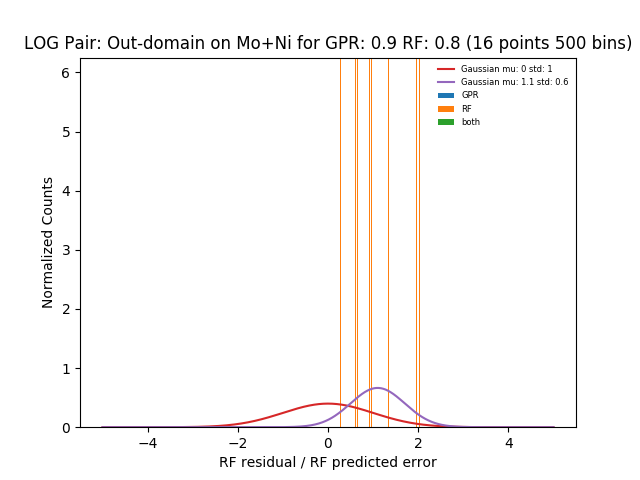 LOG Pair: Out-domain on Mo+Ni for GPR: 0.9 RF: 0.8 (16 points 500 bins)
Gaussian mu: 0 std: 1
Gaussian mu: 1.1 std: 0.6
GPR
RF
both
Normalized Counts
6
5
4
3
2
1
0
−4
−2
0
2
4
RF residual / RF predicted error